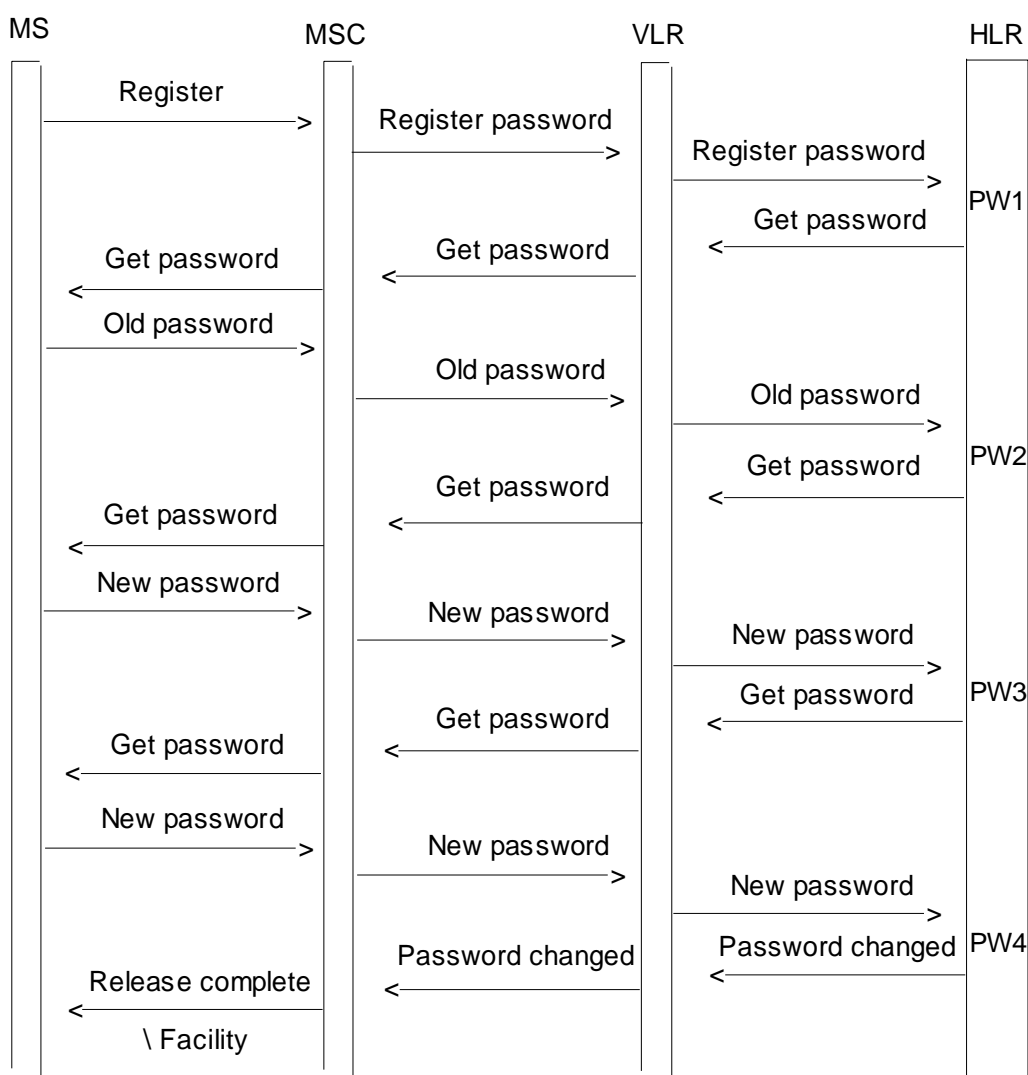 MS
MSC
VLR
HLR
Register
Register password
Register password
PW1
Get password
Get password
Get password
Old password
Old password
Old password
PW2
Get password
Get password
Get password
New password
New password
New password
PW3
Get password
Get password
Get password
New password
New password
New password
PW4
Password changed
Password changed
Release complete
\ Facility